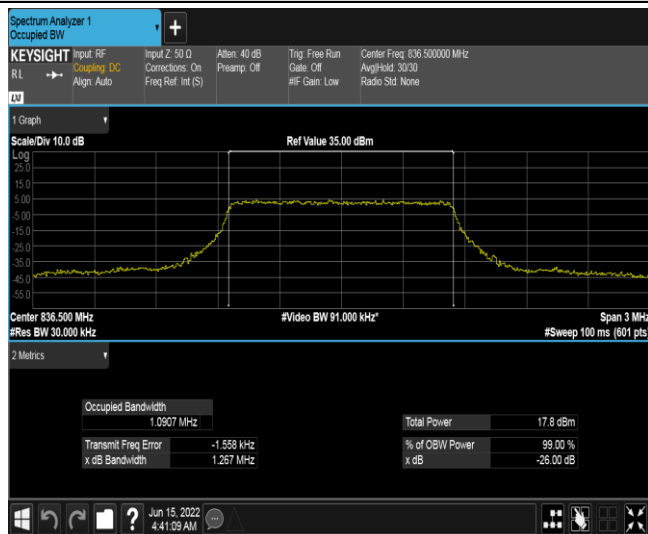 Spectrum Analyzer 1
Occupied BW
+
KEYSIGHT
RL
Input: RF
Coupling: DC
Align: Auto
Input Z: 50 Ω
Corrections: On
Freq Ref: Int (S)
Atten: 40 dB
Preamp: Off
Trig: Free Run
Gate: Off
#IF Gain: Low
Center Freq: 836.500000 MHz
Avg|Hold: 30/30
Radio Std: None
LXI
1 Graph
Scale/Div 10.0 dB
Ref Value 35.00 dBm
Log
25.0
15.0
5.00
-5.00
-15.0
-25.0
-35.0
-45.0
-55.0
Center 836.500 MHz
#Video BW 91.000 kHz*
Span 3 MHz
#Res BW 30.000 kHz
#Sweep 100 ms (601 pts)
2 Metrics
Occupied Bandwidth
1.0907 MHz
Total Power 17.8 dBm
Transmit Freq Error -1.558 kHz
% of OBW Power 99.00 %
x dB Bandwidth 1.267 MHz
x dB -26.00 dB
?
Jun 15, 2022
4:41:09 AM